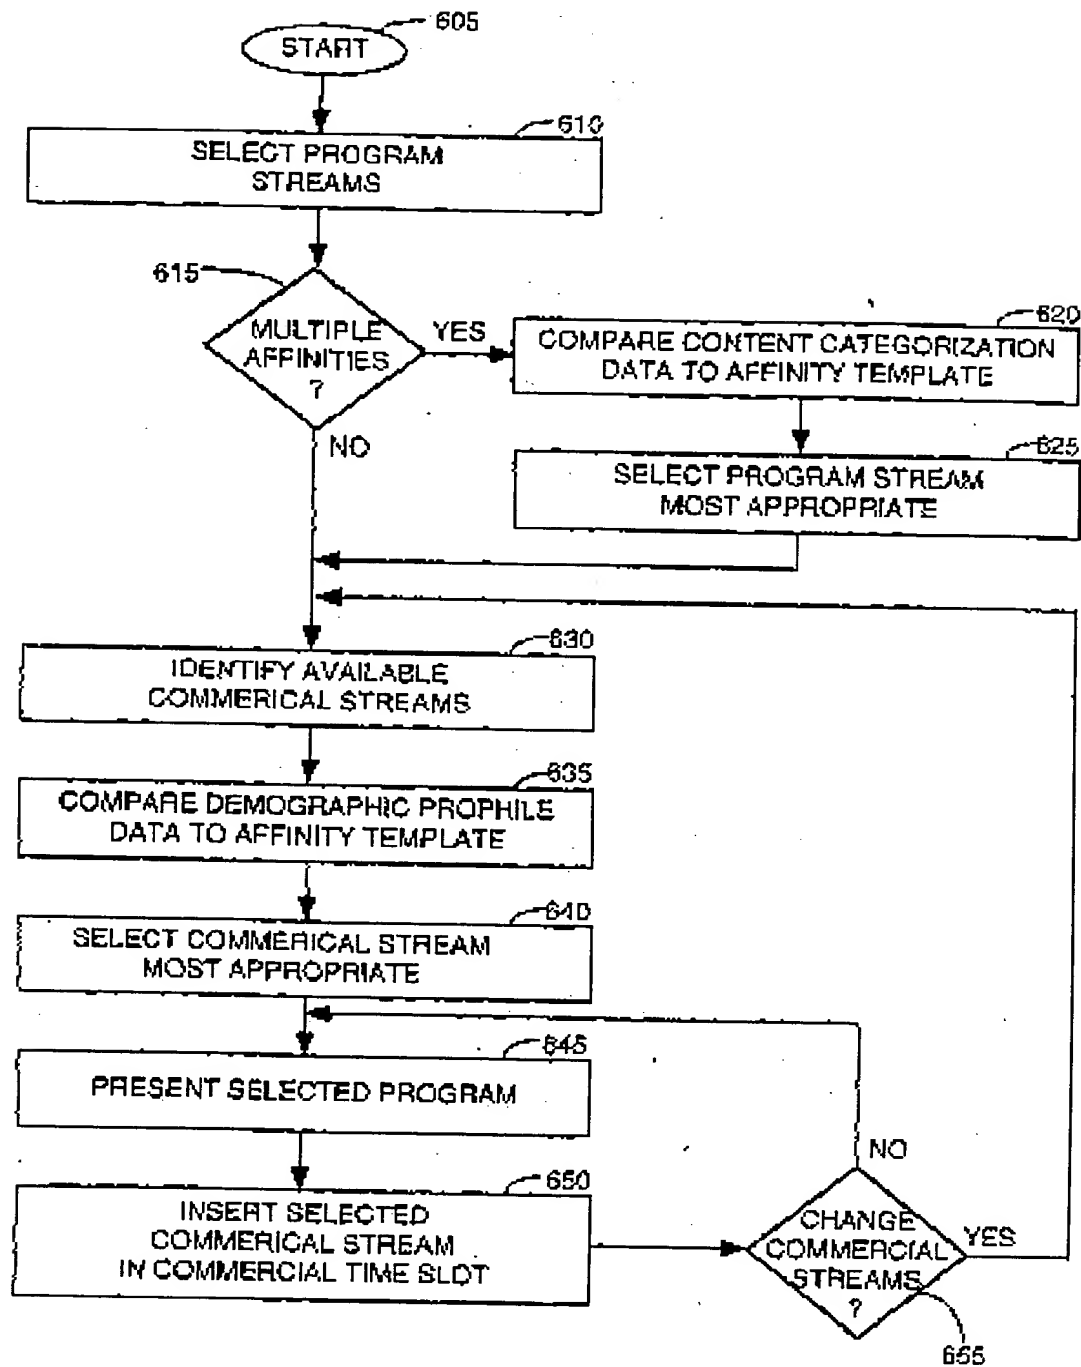 605
START
610
SELECT PROGRAM
STREAMS
615
MULTIPLE
AFFINITIES
?
YES
NO
620
COMPARE CONTENT CATEGORIZATION
DATA TO AFFINITY TEMPLATE
625
SELECT PROGRAM STREAM
MOST APPROPRIATE
630
IDENTIFY AVAILABLE
COMMERICAL STREAMS
635
COMPARE DEMOGRAPHIC PROPHILE
DATA TO AFFINITY TEMPLATE
640
SELECT COMMERICAL STREAM
MOST APPROPRIATE
645
PRESENT SELECTED PROGRAM
650
INSERT SELECTED
COMMERICAL STREAM
IN COMMERCIAL TIME SLOT
NO
CHANGE
COMMERCIAL
STREAMS
?
YES
655